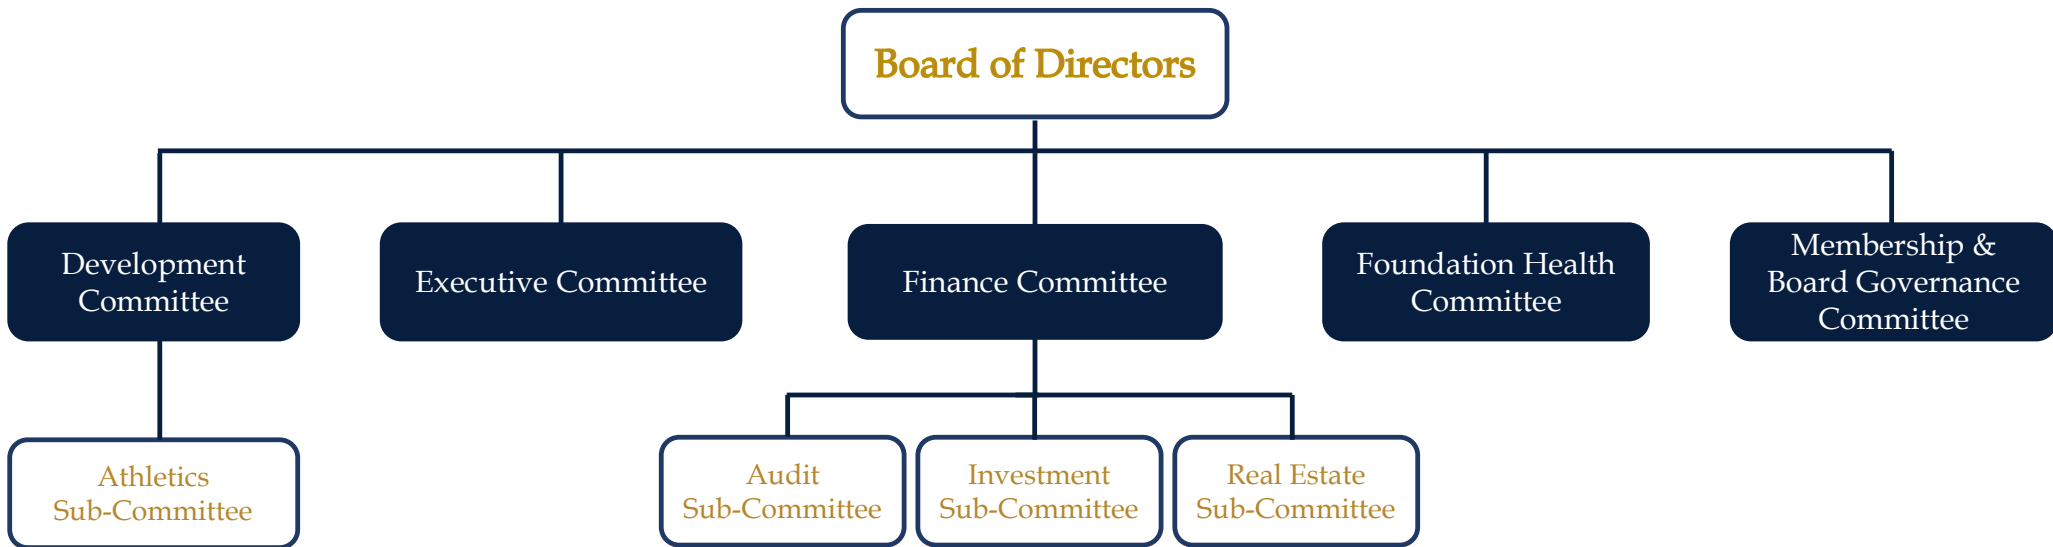 Board of Directors
Development
Committee
Executive Committee
Finance Committee
Foundation Health
Committee
Membership &
Board Governance
Committee
Athletics
Sub-Committee
Audit
Sub-Committee
Investment
Sub-Committee
Real Estate
Sub-Committee